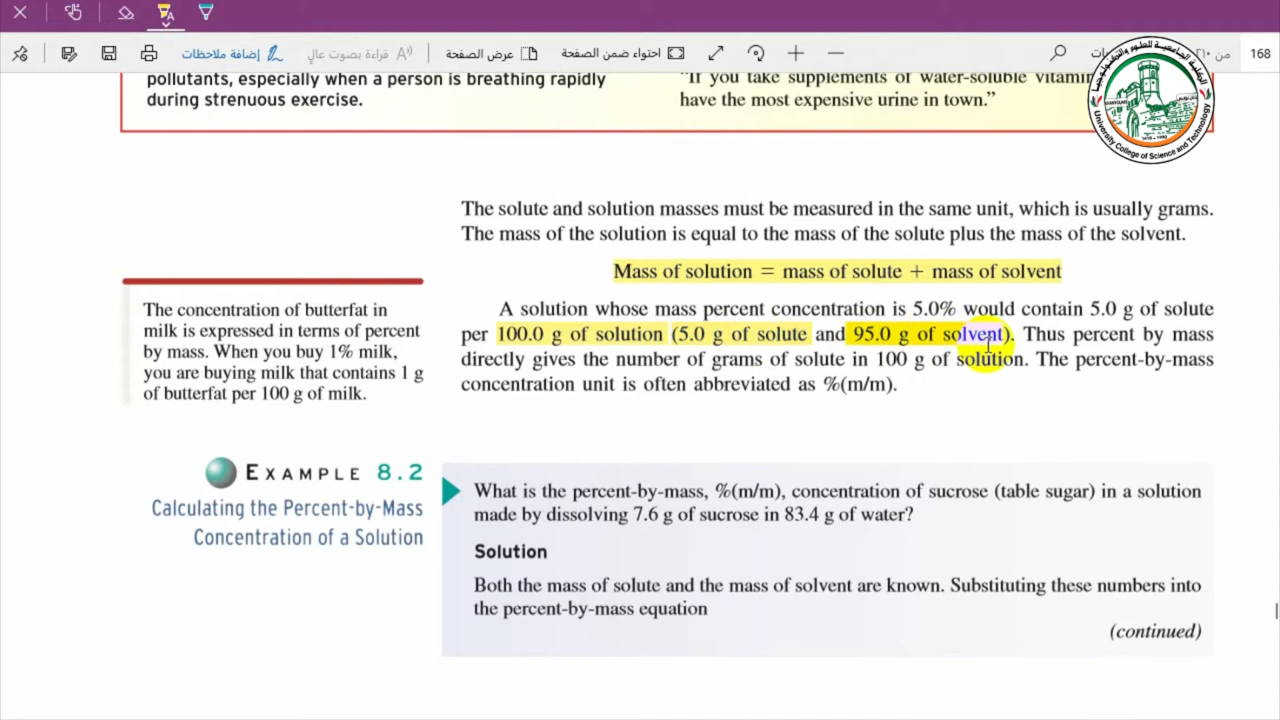 قراءة بصوت عالٍ
إضافة ملاحظات
عرض الصفحة
احتواء ضمن الصفحة
من
168
pollutants, especially when a person is breathing rapidly
during strenuous exercise.
"If you take supplements of water-soluble vitamin
have the most expensive urine in town."
University College of Science and Technology
The solute and solution masses must be measured in the same unit, which is usually grams.
The mass of the solution is equal to the mass of the solute plus the mass of the solvent.
Mass of solution = mass of solute + mass of solvent
A solution whose mass percent concentration is 5.0% would contain 5.0 g of solute
per 100.0 g of solution (5.0 g of solute and 95.0 g of solvent). Thus percent by mass
directly gives the number of grams of solute in 100 g of solution. The percent-by-mass
concentration unit is often abbreviated as %(m/m).
The concentration of butterfat in
milk is expressed in terms of percent
by mass. When you buy 1% milk,
you are buying milk that contains 1 g
of butterfat per 100 g of milk.
EXAMPLE 8.2
Calculating the Percent-by-Mass
Concentration of a Solution
What is the percent-by-mass, %(m/m), concentration of sucrose (table sugar) in a solution
made by dissolving 7.6 g of sucrose in 83.4 g of water?
Solution
Both the mass of solute and the mass of solvent are known. Substituting these numbers into
the percent-by-mass equation
(continued)